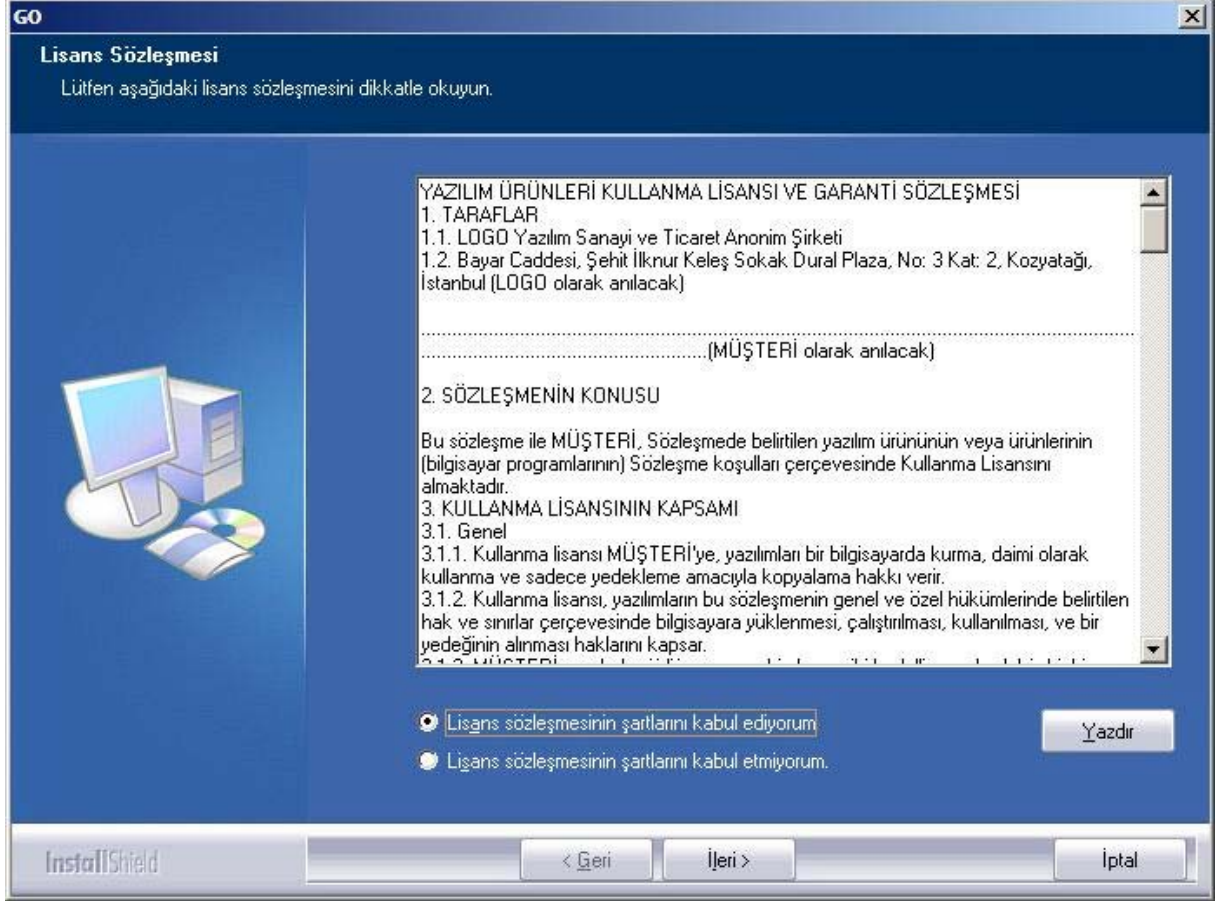 GO
Lisans Sözleşmesi
Lütfen aşağıdaki lisans sözleşmesini dikkatle okuyun.
YAZILIM ÜRÜNLERİ KULLANMA LİSANSI VE GARANTİ SÖZLEŞMESİ
1. TARAFLAR
1.1. LOGO Yazılım Sanayi ve Ticaret Anonim Şirketi
1.2. Bayar Caddesi, Şehit İlknur Keleş Sokak Dural Plaza, No: 3 Kat: 2, Kozyatağı,
İstanbul (LOGO olarak anılacak)
..............................................................................................................................
..................................................(MÜŞTERİ olarak anılacak)
2. SÖZLEŞMENİN KONUSU
Bu sözleşme ile MÜŞTERİ, Sözleşmede belirtilen yazılım ürününün veya ürünlerinin
(bilgisayar programlarının) Sözleşme koşulları çerçevesinde Kullanma Lisansını
almaktadır.
3. KULLANMA LİSANSININ KAPSAMI
3.1. Genel
3.1.1. Kullanma lisansı MÜŞTERİ'ye, yazılımları bir bilgisayarda kurma, daimi olarak
kullanma ve sadece yedekleme amacıyla kopyalama hakkı verir.
3.1.2. Kullanma lisansı, yazılımların bu sözleşmenin genel ve özel hükümlerinde belirtilen
hak ve sınırlar çerçevesinde bilgisayara yüklenmesi, çalıştırılması, kullanılması, ve bir
yedeğinin alınması haklarını kapsar.
3.1.3. MÜŞTERİ
Lisans sözleşmesinin şartlarını kabul ediyorum
Lisans sözleşmesinin şartlarını kabul etmiyorum.
Yazdır
InstallShield
< Geri
İleri >
İptal